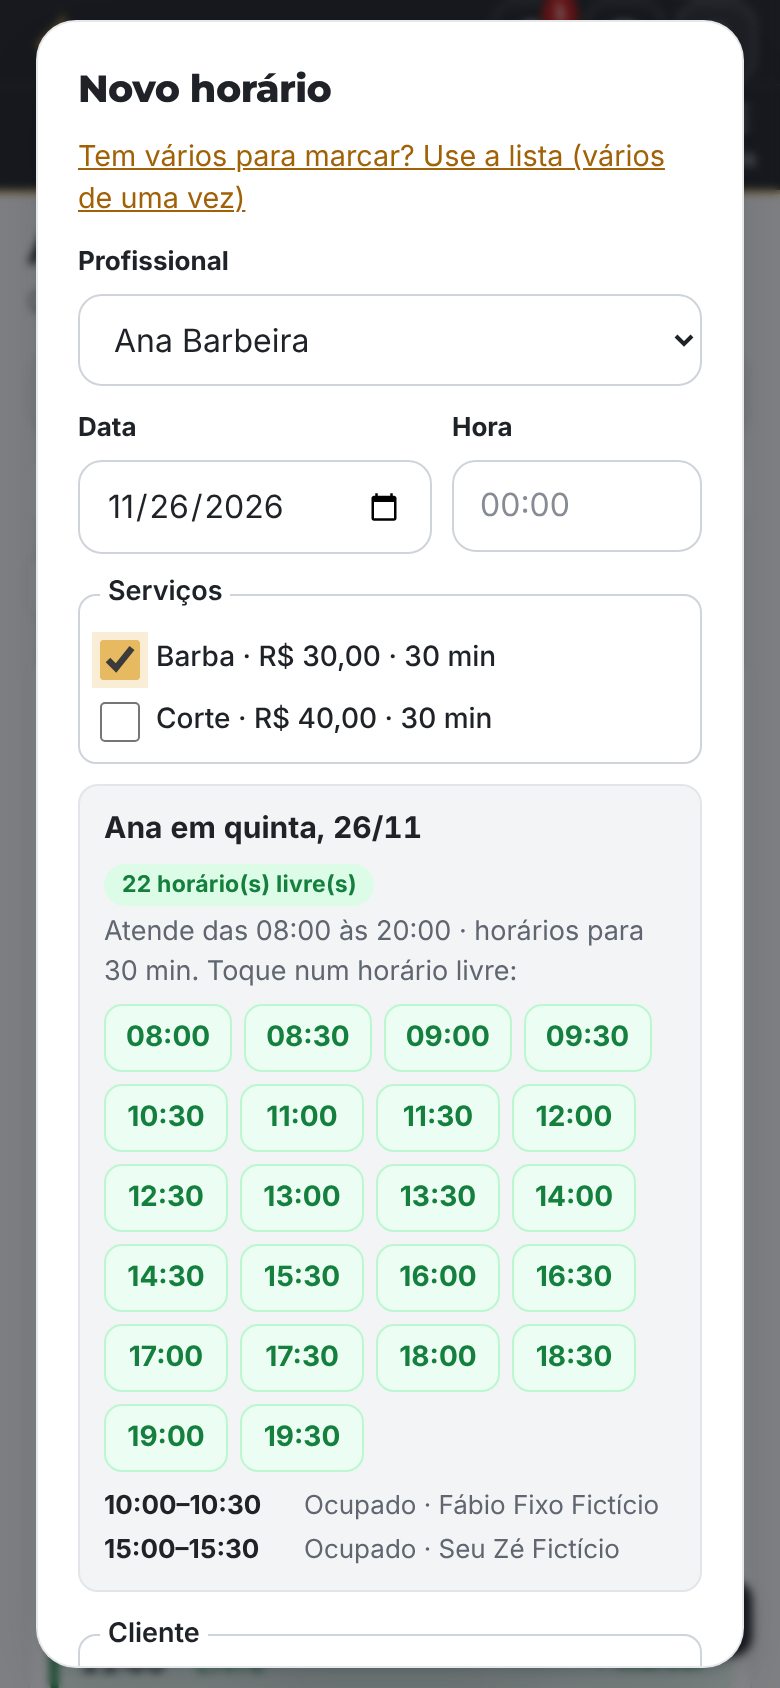 Novo horário
Tem vários para marcar? Use a lista (vários
de uma vez)
Profissional
Ana Barbeira
Data
Hora
11/26/2026
00:00
Serviços
Barba · R$ 30,00 · 30 min
Corte · R$ 40,00 · 30 min
Ana em quinta, 26/11
22 horário(s) livre(s)
Atende das 08:00 às 20:00 · horários para
30 min. Toque num horário livre:
08:00 08:30 09:00 09:30
10:30 11:00 11:30 12:00
12:30 13:00 13:30 14:00
14:30 15:30 16:00 16:30
17:00 17:30 18:00 18:30
19:00 19:30
10:00–10:30 Ocupado · Fábio Fixo Fictício
15:00–15:30 Ocupado · Seu Zé Fictício
Cliente